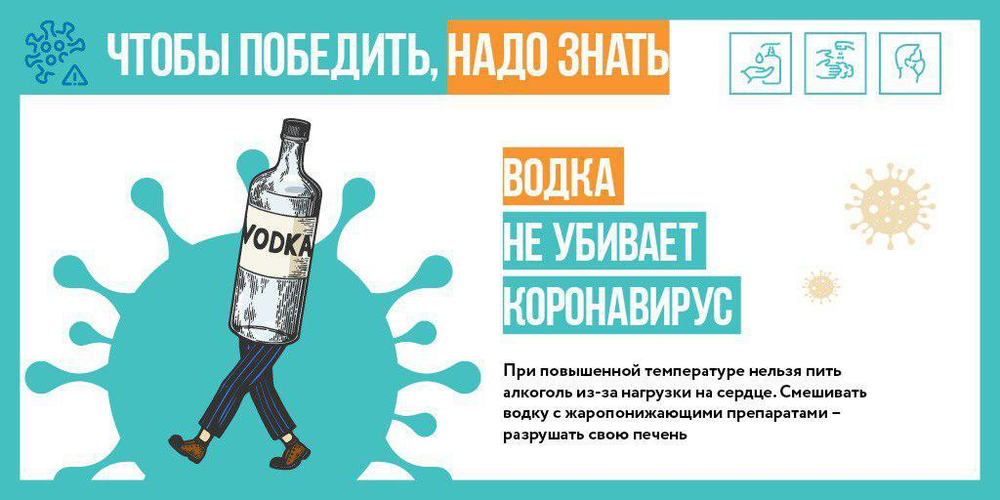 ЧТОБЫ ПОБЕДИТЬ, НАДО ЗНАТЬ
VODKA
ВОДКА
НЕ УБИВАЕТ
КОРОНАВИРУС
При повышенной температуре нельзя пить
алкоголь из-за нагрузки на сердце. Смешивать
водку с жаропонижающими препаратами –
разрушать свою печень